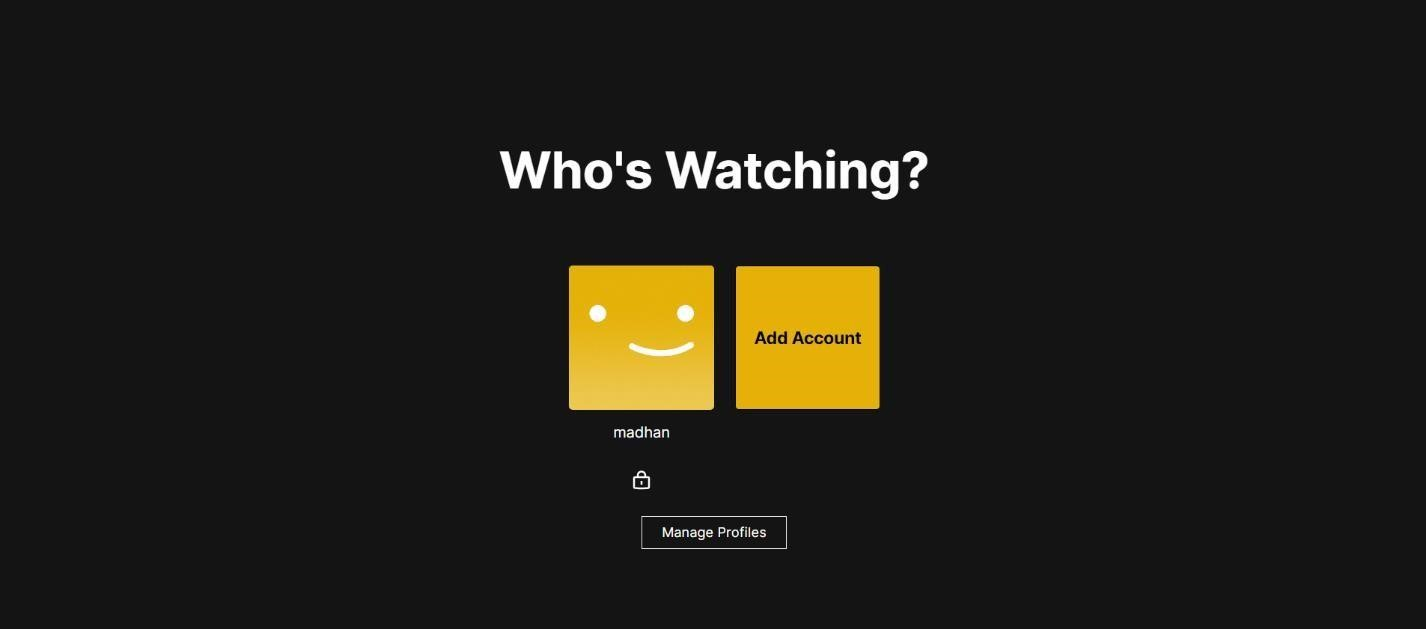 Who's Watching?
Add Account
madhan
Manage Profiles